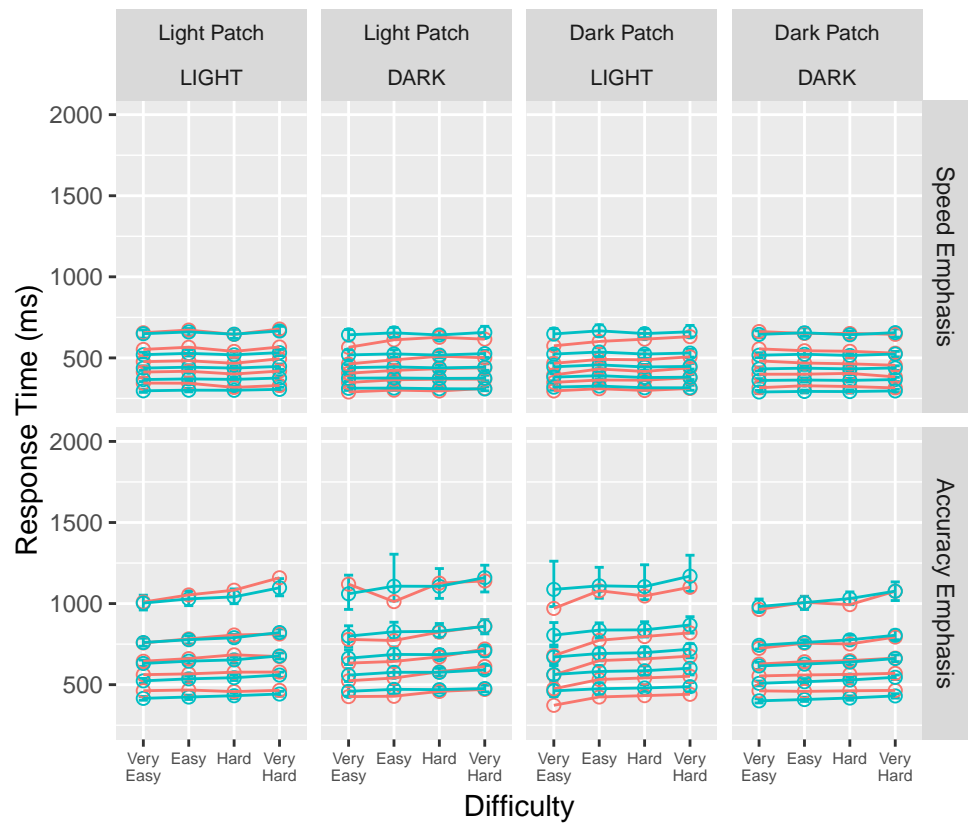 Light Patch
LIGHT
Light Patch
DARK
Dark Patch
LIGHT
Dark Patch
DARK
2000
1500
1000
500
Speed Emphasis
2000
1500
1000
500
Accuracy Emphasis
Response Time (ms)
Very
Easy
Easy
Hard
Very
Hard
Very
Easy
Easy
Hard
Very
Hard
Very
Easy
Easy
Hard
Very
Hard
Very
Easy
Easy
Hard
Very
Hard
Difficulty